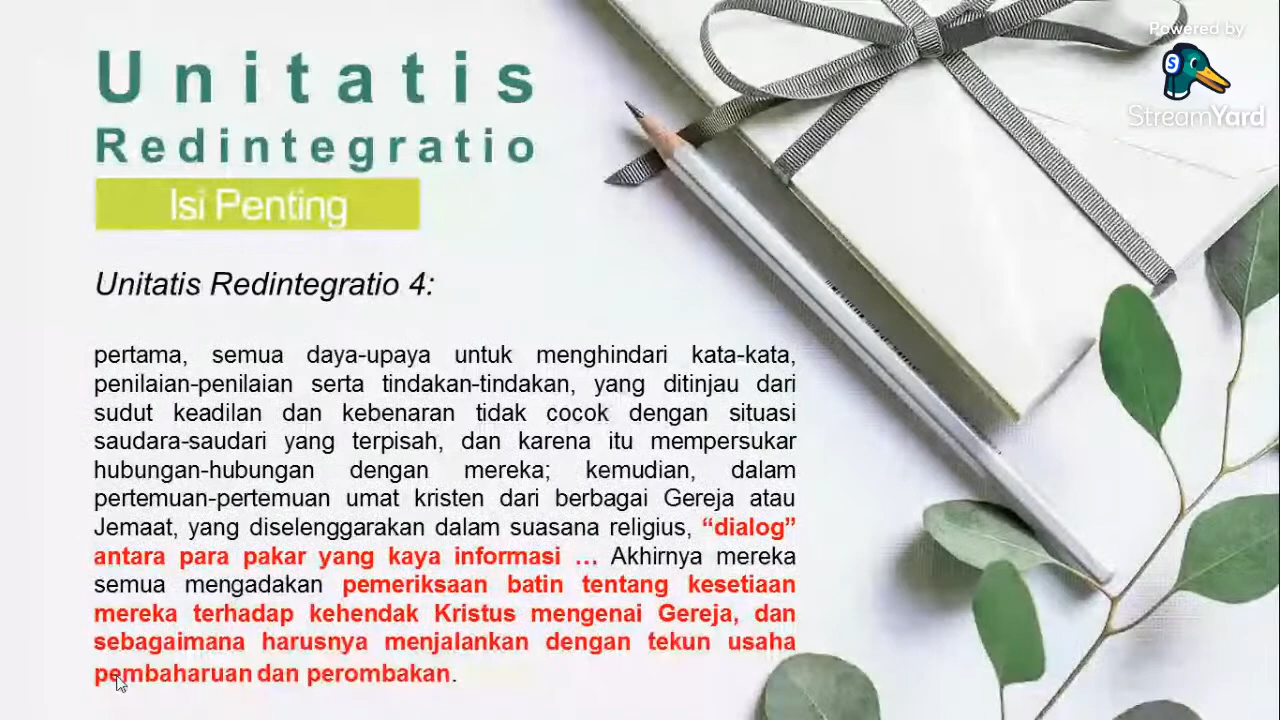 Powered by
StreamYard
Unitatis
Redintegratio
Isi Penting
Unitatis Redintegratio 4:
pertama, semua daya-upaya untuk menghindari kata-kata,
penilaian-penilaian serta tindakan-tindakan, yang ditinjau dari
sudut keadilan dan kebenaran tidak cocok dengan situasi
saudara-saudari yang terpisah, dan karena itu mempersukar
hubungan-hubungan dengan mereka; kemudian, dalam
pertemuan-pertemuan umat kristen dari berbagai Gereja atau
Jemaat, yang diselenggarakan dalam suasana religius, “dialog”
antara para pakar yang kaya informasi … Akhirnya mereka
semua mengadakan pemeriksaan batin tentang kesetiaan
mereka terhadap kehendak Kristus mengenai Gereja, dan
sebagaimana harusnya menjalankan dengan tekun usaha
pembaharuan dan perombakan.